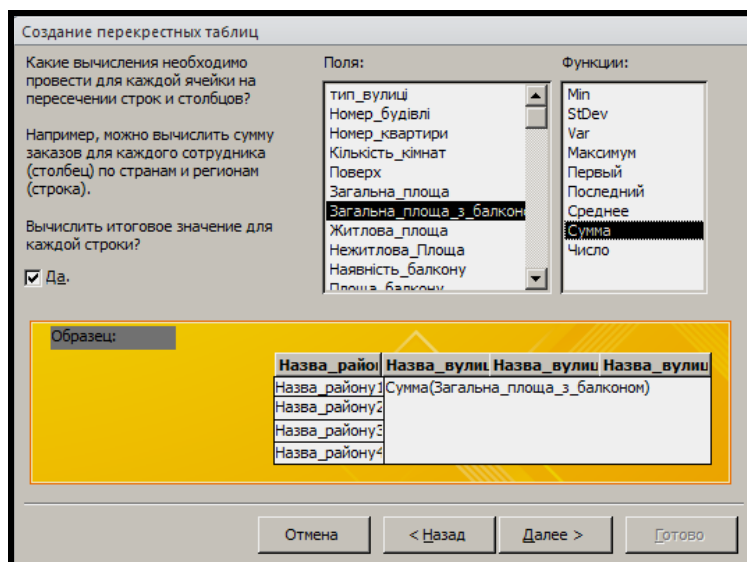 Создание перекрестных таблиц
Какие вычисления необходимо
провести для каждой ячейки на
пересечении строк и столбцов?
Например, можно вычислить сумму
заказов для каждого сотрудника
(столбец) по странам и регионам
(строка).
Вычислить итоговое значение для
каждой строки?
Да.
Поля:
тип_вулиці
Номер_будівлі
Номер_квартири
Кількість_кімнат
Поверх
Загальна_площа
Загальна_площа_з_балкон
Житлова_площа
Нежитлова_Площа
Наявність_балкону
Площа_балкону
Функции:
Min
StDev
Var
Максимум
Первый
Последний
Среднее
Сумма
Число
Образец:
Назва_район Назва_вулиц Назва_вулиц Назва_вулиц
Назва_району1 Сумма(Загальна_площа_з_балконом)
Назва_району2
Назва_району3
Назва_району4
Отмена
< Назад
Далее >
Готово